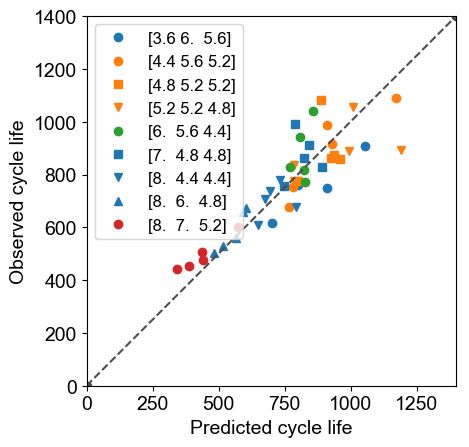 1400
1200
1000
800
600
400
200
0
Observed cycle life
[3.6 6. 5.6]
[4.4 5.6 5.2]
[4.8 5.2 5.2]
[5.2 5.2 4.8]
[6. 5.6 4.4]
[7. 4.8 4.8]
[8. 4.4 4.4]
[8. 6. 4.8]
[8. 7. 5.2]
0 250 500 750 1000 1250
Predicted cycle life